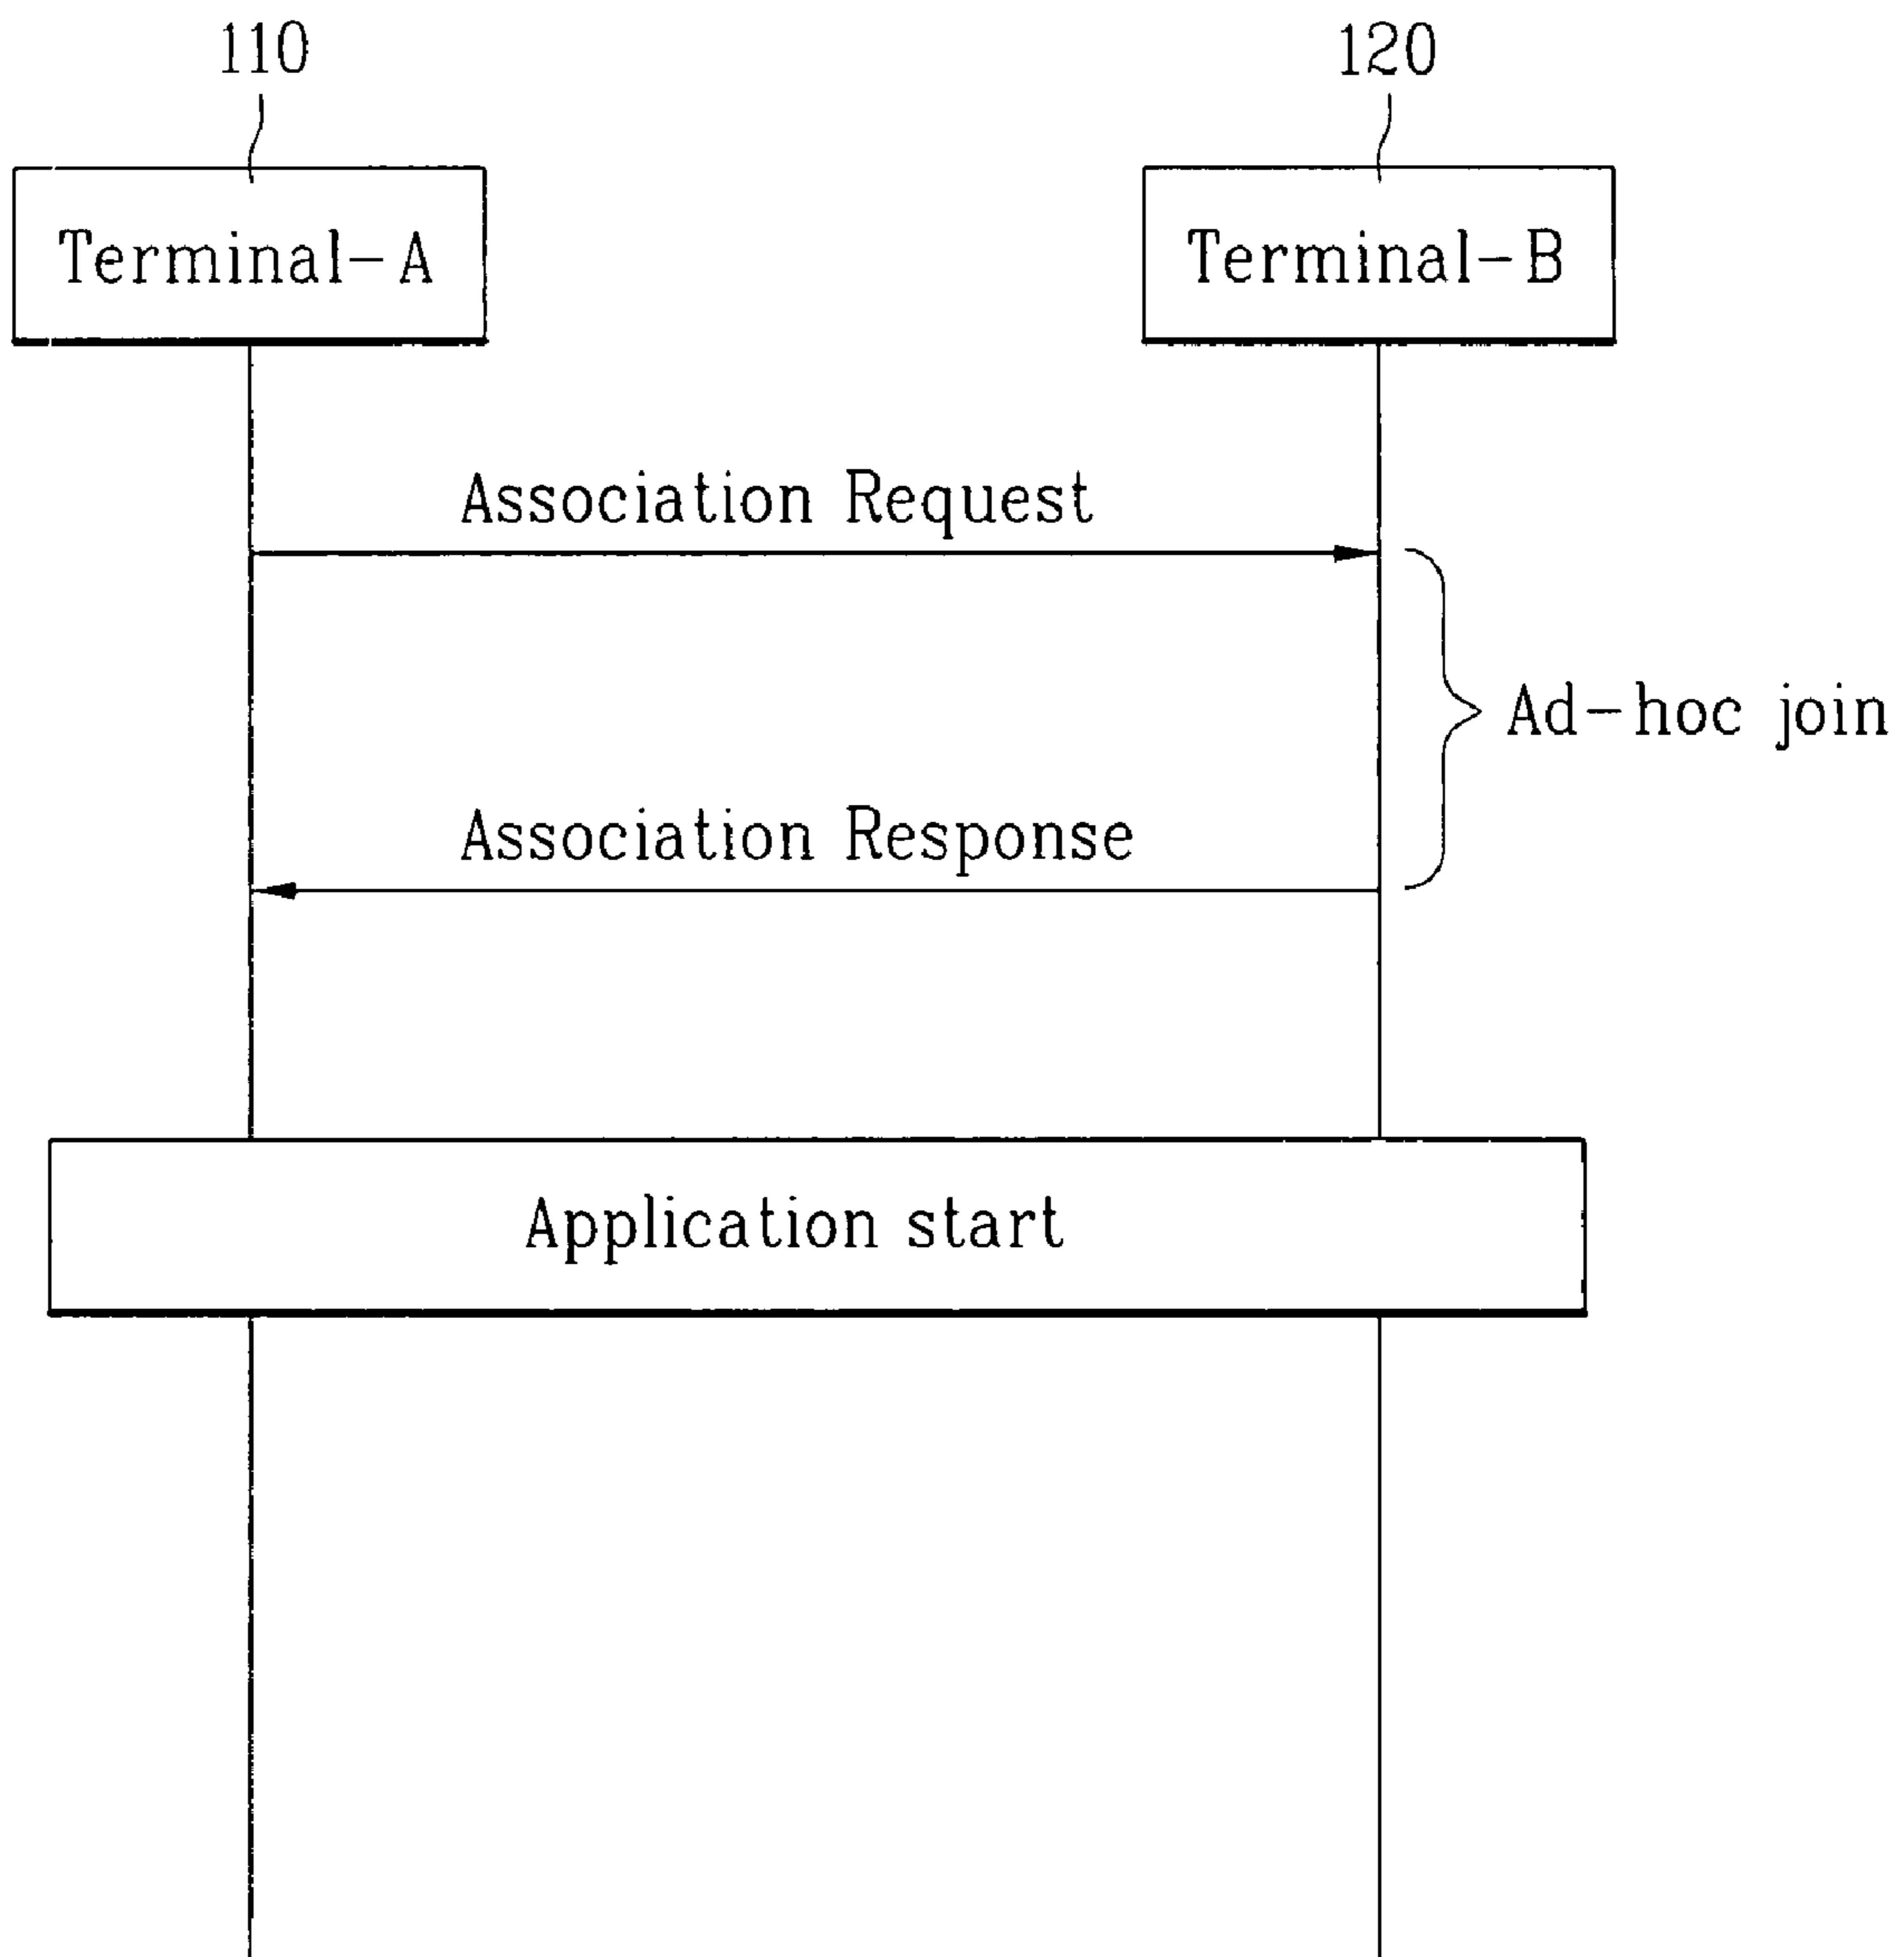 110
120
Terminal-A
Terminal-B
Association Request
Ad-hoc join
Association Response
Application start